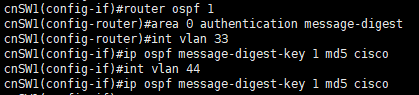 cnSW1(config-if)#router ospf 1
cnSW1(config-router)#area 0 authentication message-digest
cnSW1(config-router)#int vlan 33
cnSW1(config-if)#ip ospf message-digest-key 1 md5 cisco
cnSW1(config-if)#int vlan 44
cnSW1(config-if)#ip ospf message-digest-key 1 md5 cisco